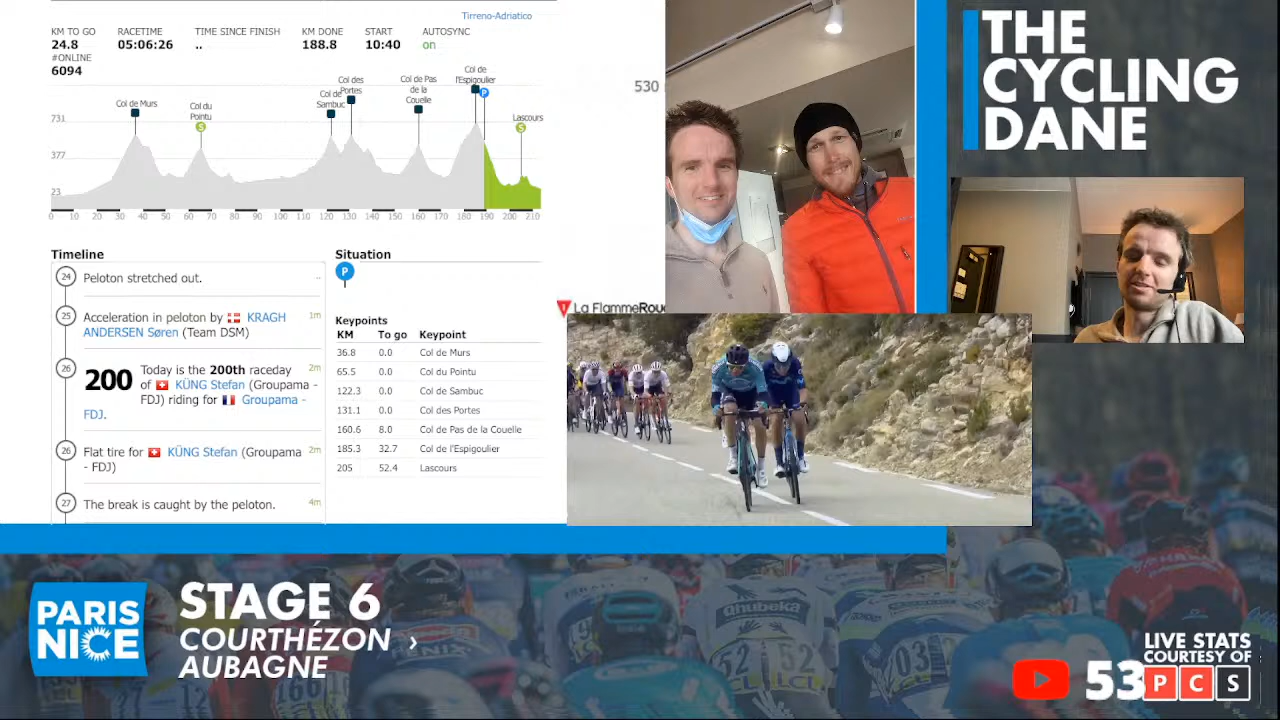 Tirreno-Adriatico
KM TO GO
24.8
RACETIME
05:06:26
TIME SINCE FINISH
..
KM DONE
188.8
START
10:40
AUTOSYNC
on
#ONLINE
6094
Col de Murs
Col du
Pointu
Col de
Sambuc
Col des
Portes
Col de Pas
de la
Couelle
Col de
l'Espigoulier
Lascours
P
S
S
731
377
23
0 10 20 30 40 50 60 70 80 90 100 110 120 130 140 150 160 170 180 190 200 210
530
Timeline
24 Peloton stretched out. ..
25 Acceleration in peloton by KRAGH 1m
ANDERSEN Søren (Team DSM)
26 200 Today is the 200th raceday 2m
of KÜNG Stefan (Groupama -
FDJ) riding for Groupama -
FDJ.
26 Flat tire for KÜNG Stefan (Groupama 2m
- FDJ)
27 The break is caught by the peloton. 4m
Situation
P
Keypoints
KM To go Keypoint
36.8 0.0 Col de Murs
65.5 0.0 Col du Pointu
122.3 0.0 Col de Sambuc
131.1 0.0 Col des Portes
160.6 8.0 Col de Pas de la Couelle
185.3 32.7 Col de l'Espigoulier
205 52.4 Lascours
La FlammeRoug
THE
CYCLING
DANE
PARIS
NICE
STAGE 6
COURTHÉZON ›
AUBAGNE
Qhubeka
52 52
LIVE STATS
COURTESY OF
53
PCS